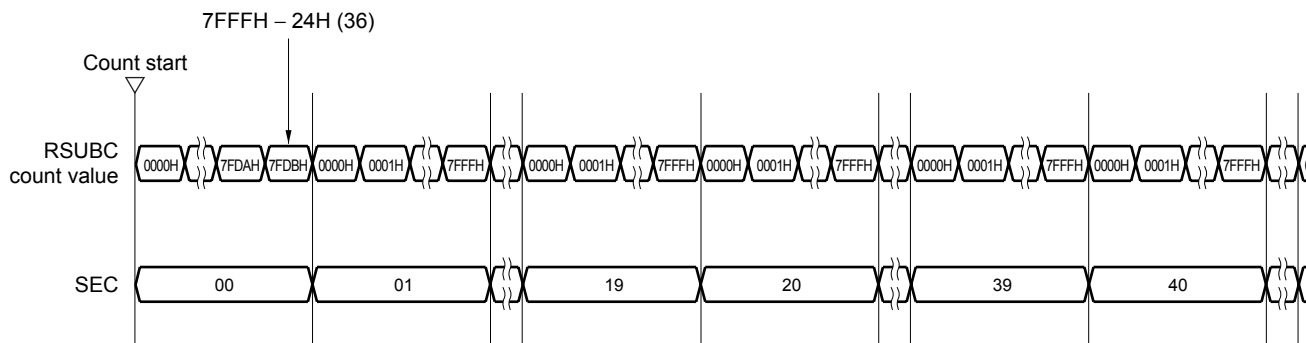 7FFFH – 24H (36)
Count start
RSUBC
count value
0000H 7FDAH 7FDBH 0000H 0001H 7FFFH 0000H 0001H 7FFFH 0000H 0001H 7FFFH 0000H 0001H 7FFFH 0000H 0001H 7FFFH
SEC 00 01 19 20 39 40